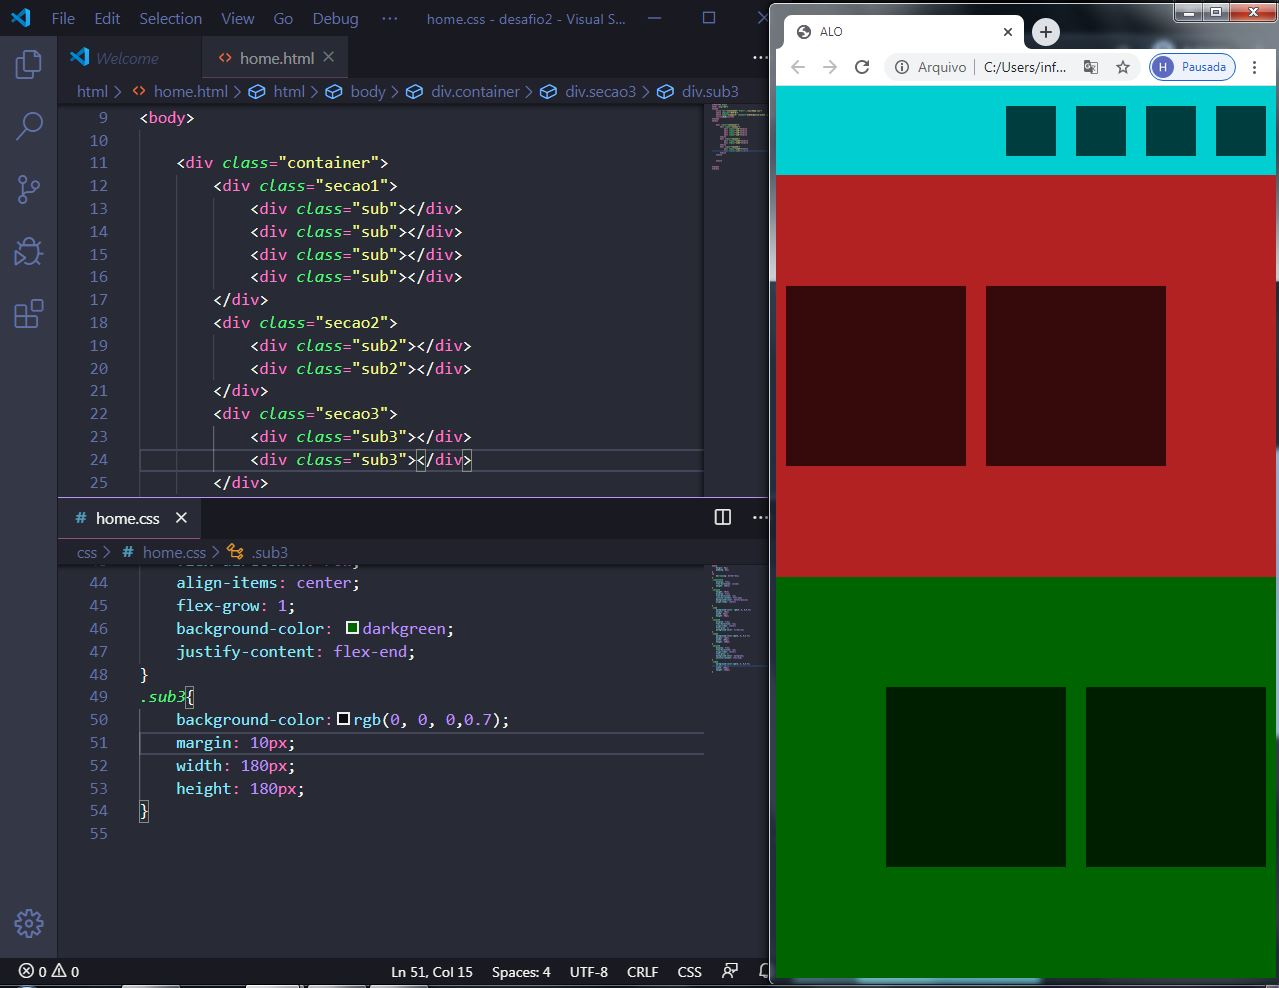 File Edit Selection View Go Debug ··· home.css - desafio2 - Visual S...
Welcome <> home.html
html > <> home.html > html > body > div.container > div.secao3 > div.sub3
9 <body>
10
11 <div class="container">
12 <div class="secao1">
13 <div class="sub"></div>
14 <div class="sub"></div>
15 <div class="sub"></div>
16 <div class="sub"></div>
17 </div>
18 <div class="secao2">
19 <div class="sub2"></div>
20 <div class="sub2"></div>
21 </div>
22 <div class="secao3">
23 <div class="sub3"></div>
24 <div class="sub3"></div>
25 </div>
# home.css
css > # home.css > .sub3
44 align-items: center;
45 flex-grow: 1;
46 background-color: darkgreen;
47 justify-content: flex-end;
48 }
49 .sub3{
50 background-color: rgb(0, 0, 0,0.7);
51 margin: 10px;
52 width: 180px;
53 height: 180px;
54 }
55
0 0 Ln 51, Col 15 Spaces: 4 UTF-8 CRLF CSS
ALO
Arquivo | C:/Users/inf... H Pausada